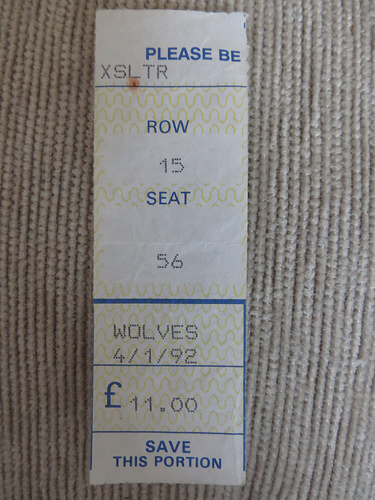 PLEASE BE
XSLTR
ROW
15
SEAT
56
WOLVES
4/1/92
£ 11.00
SAVE
THIS PORTION